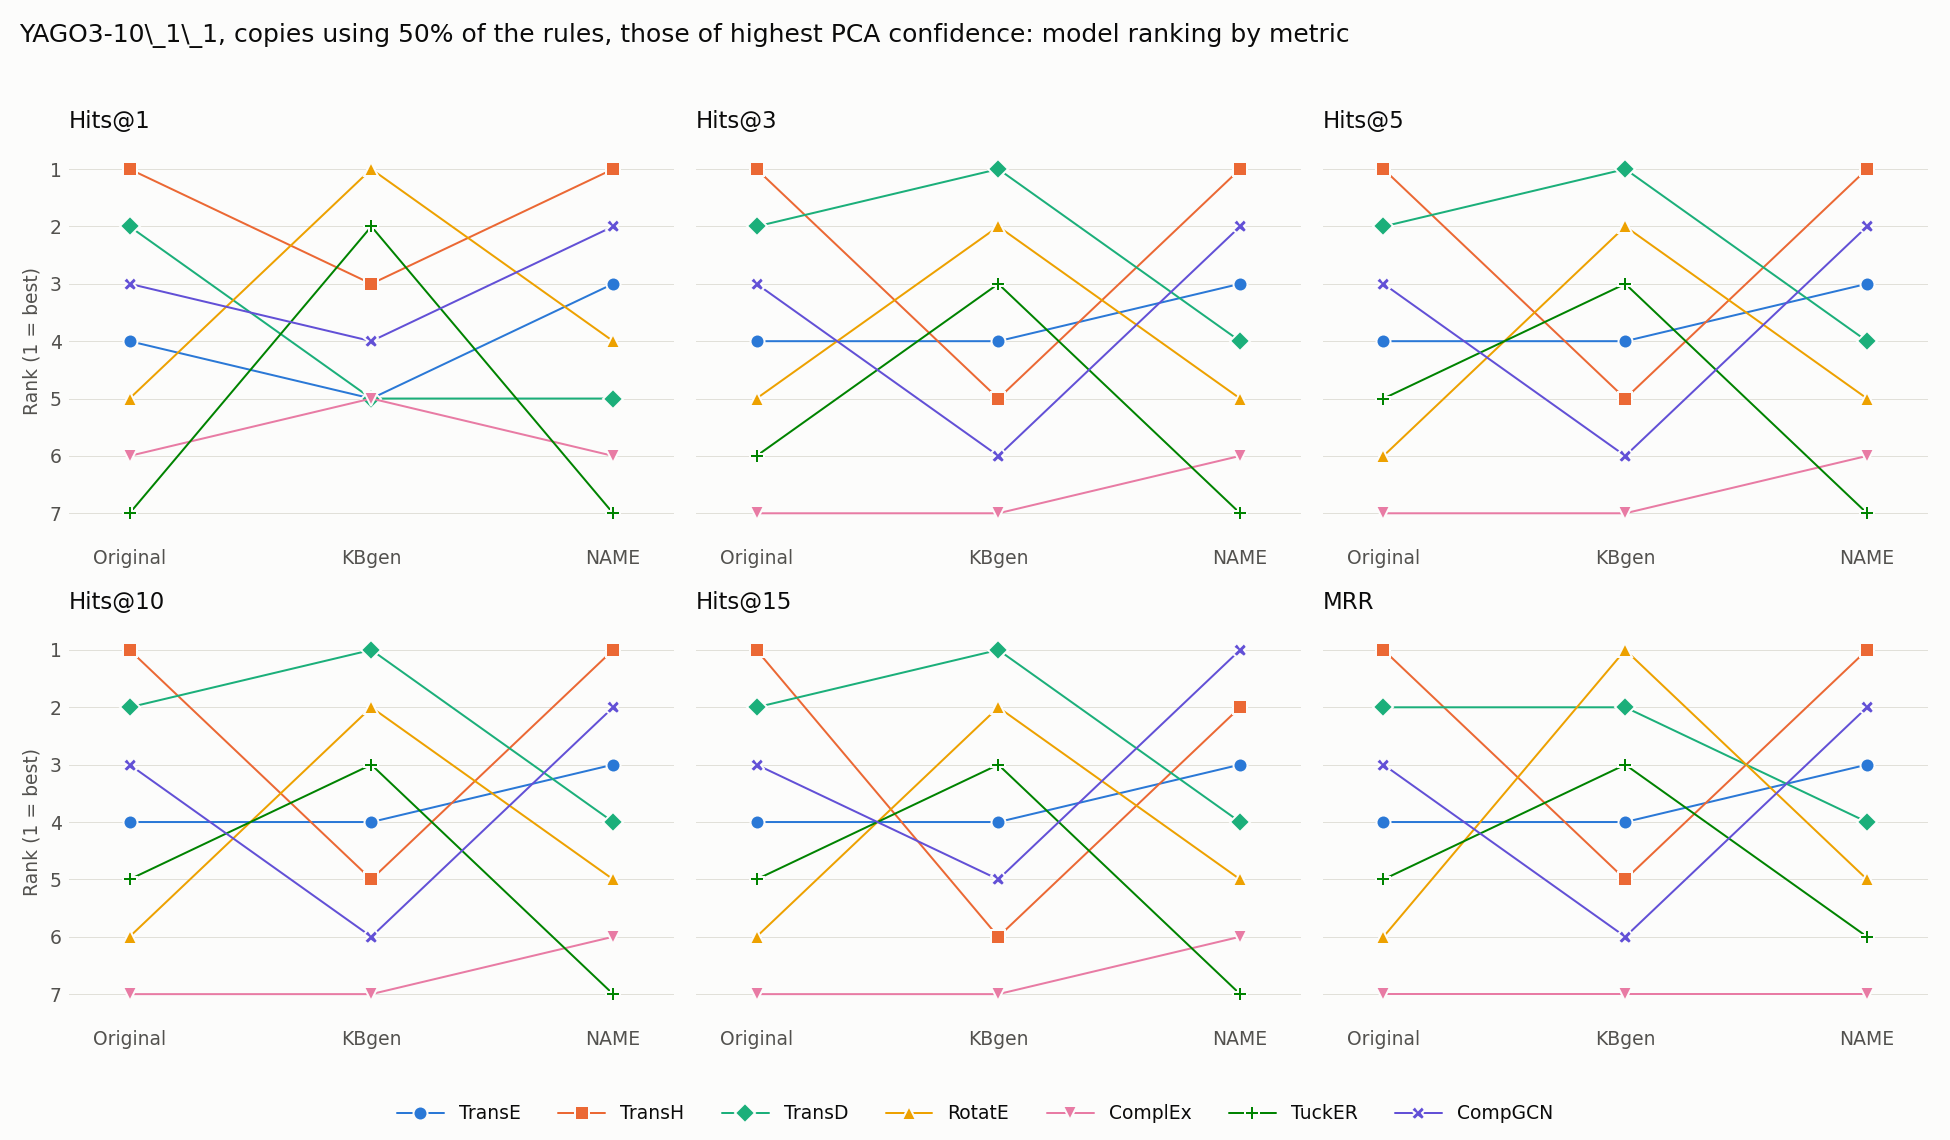 YAGO3-10\_1\_1, copies using 50% of the rules, those of highest PCA confidence: model ranking by metric
Hits@1
Hits@3
Hits@5
Rank (1 = best)
1
2
3
4
5
6
7
Original KBgen NAME
Original KBgen NAME
Original KBgen NAME
Hits@10
Hits@15
MRR
Rank (1 = best)
1
2
3
4
5
6
7
Original KBgen NAME
Original KBgen NAME
Original KBgen NAME
TransE TransH TransD RotatE ComplEx TuckER CompGCN